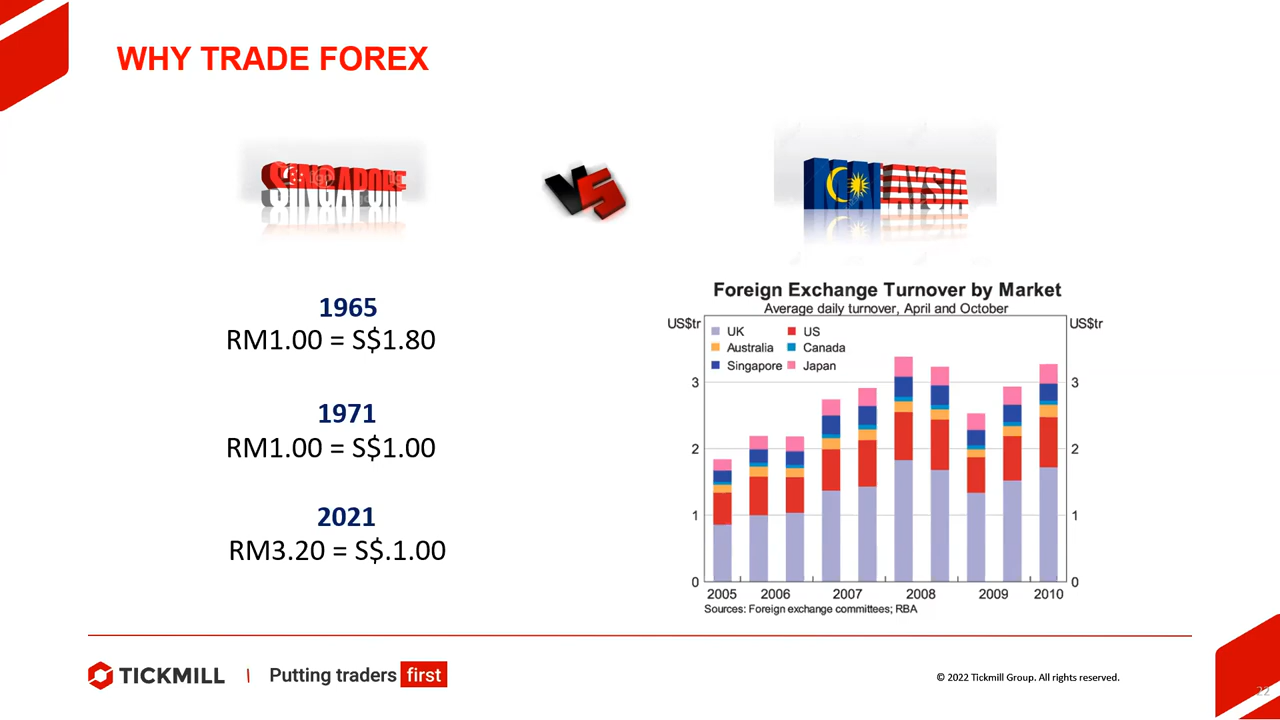 WHY TRADE FOREX
SINGAPORE
VS
MALAYSIA
1965
RM1.00 = S$1.80
1971
RM1.00 = S$1.00
2021
RM3.20 = S$.1.00
Foreign Exchange Turnover by Market
Average daily turnover, April and October
US$tr
US$tr
UK
US
Australia
Canada
Singapore
Japan
3
3
2
2
1
1
0
0
2005 2006 2007 2008 2009 2010
Sources: Foreign exchange committees; RBA
TICKMILL | Putting traders first
© 2022 Tickmill Group. All rights reserved.
22